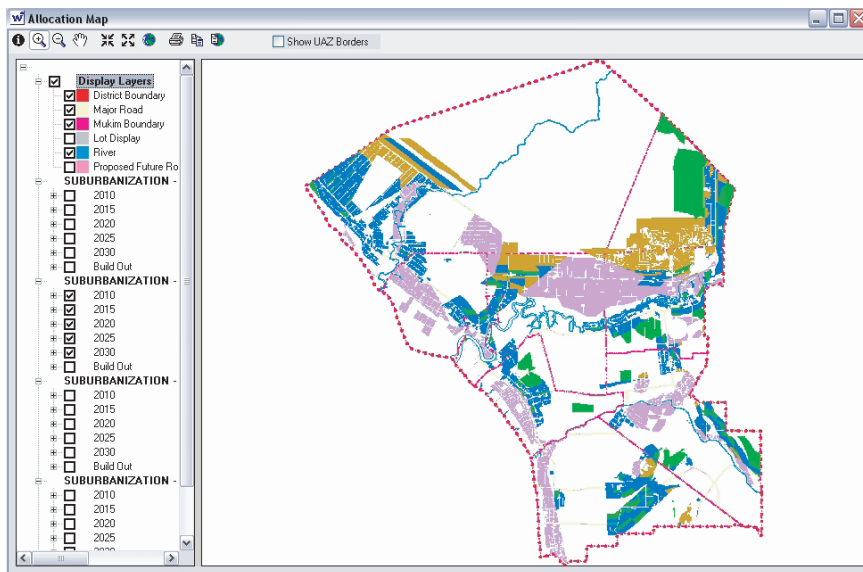 Allocation Map
Show UAZ Borders
Display Layers
District Boundary
Major Road
Mukim Boundary
Lot Display
River
Proposed Future Ro
SUBURBANIZATION -
2010
2015
2020
2025
2030
Build Out
SUBURBANIZATION -
2010
2015
2020
2025
2030
Build Out
SUBURBANIZATION -
2010
2015
2020
2025
2030
Build Out
SUBURBANIZATION -
2010
2015
2020
2025
2030